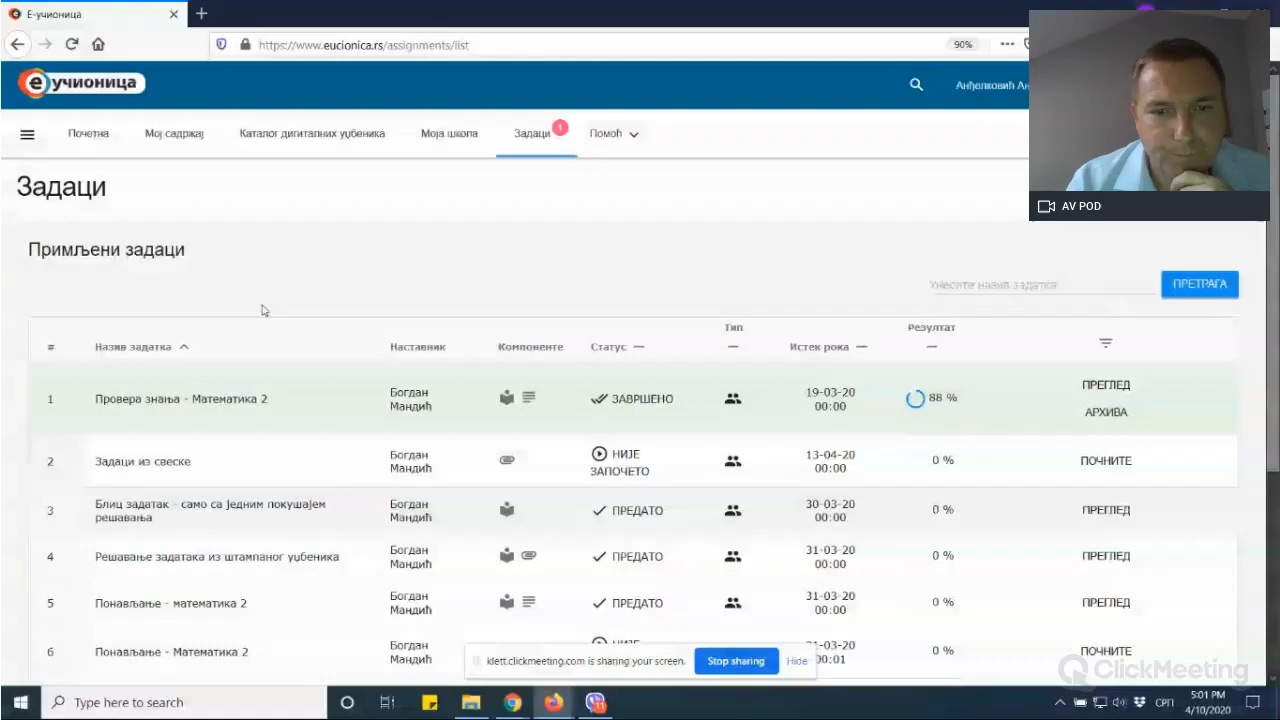 Е-учионица
https://www.eucionica.rs/assignments/list
90%
еучионица
Анђелковић Ан
Почетна
Мој садржај
Каталог дигиталних уџбеника
Моја школа
Задаци
1
Помоћ
AV POD
Задаци
Примљени задаци
Унесите назив задатка
ПРЕТРАГА
# Назив задатка Наставник Компоненте Статус Тип Истек рока Резултат
1 Провера знања - Математика 2 Богдан Мандић ЗАВРШЕНО 19-03-20 00:00 88 % ПРЕГЛЕД
АРХИВА
2 Задаци из свеске Богдан Мандић НИЈЕ ЗАПОЧЕТО 13-04-20 00:00 0 % ПОЧНИТЕ
3 Блиц задатак - само са једним покушајем решавања Богдан Мандић ПРЕДАТО 30-03-20 00:00 0 % ПРЕГЛЕД
4 Решавање задатака из штампаног уџбеника Богдан Мандић ПРЕДАТО 31-03-20 00:00 0 % ПРЕГЛЕД
5 Понављање - математика 2 Богдан Мандић ПРЕДАТО 31-03-20 00:00 0 % ПРЕГЛЕД
6 Понављање - Математика 2 Богдан Мандић 00:01 0 % ПОЧНИТЕ
klett.clickmeeting.com is sharing your screen.
Stop sharing
Hide
ClickMeeting
Type here to search
11
СРП
5:01 PM
4/10/2020